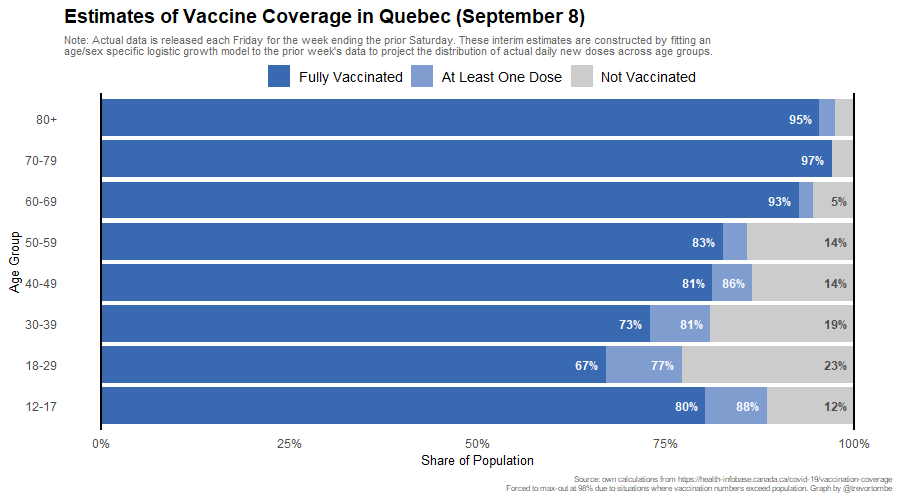 Estimates of Vaccine Coverage in Quebec (September 8)
Note: Actual data is released each Friday for the week ending the prior Saturday. These interim estimates are constructed by fitting an
age/sex specific logistic growth model to the prior week's data to project the distribution of actual daily new doses across age groups.
Fully Vaccinated At Least One Dose Not Vaccinated
80+ 95%
70-79 97%
60-69 93% 5%
50-59 83% 14%
Age Group
40-49 81% 86% 14%
30-39 73% 81% 19%
18-29 67% 77% 23%
12-17 80% 88% 12%
0% 25% 50% 75% 100%
Share of Population
Source: own calculations from https://health-infobase.canada.ca/covid-19/vaccination-coverage
Forced to max-out at 98% due to situations where vaccination numbers exceed population. Graph by @trevortombe